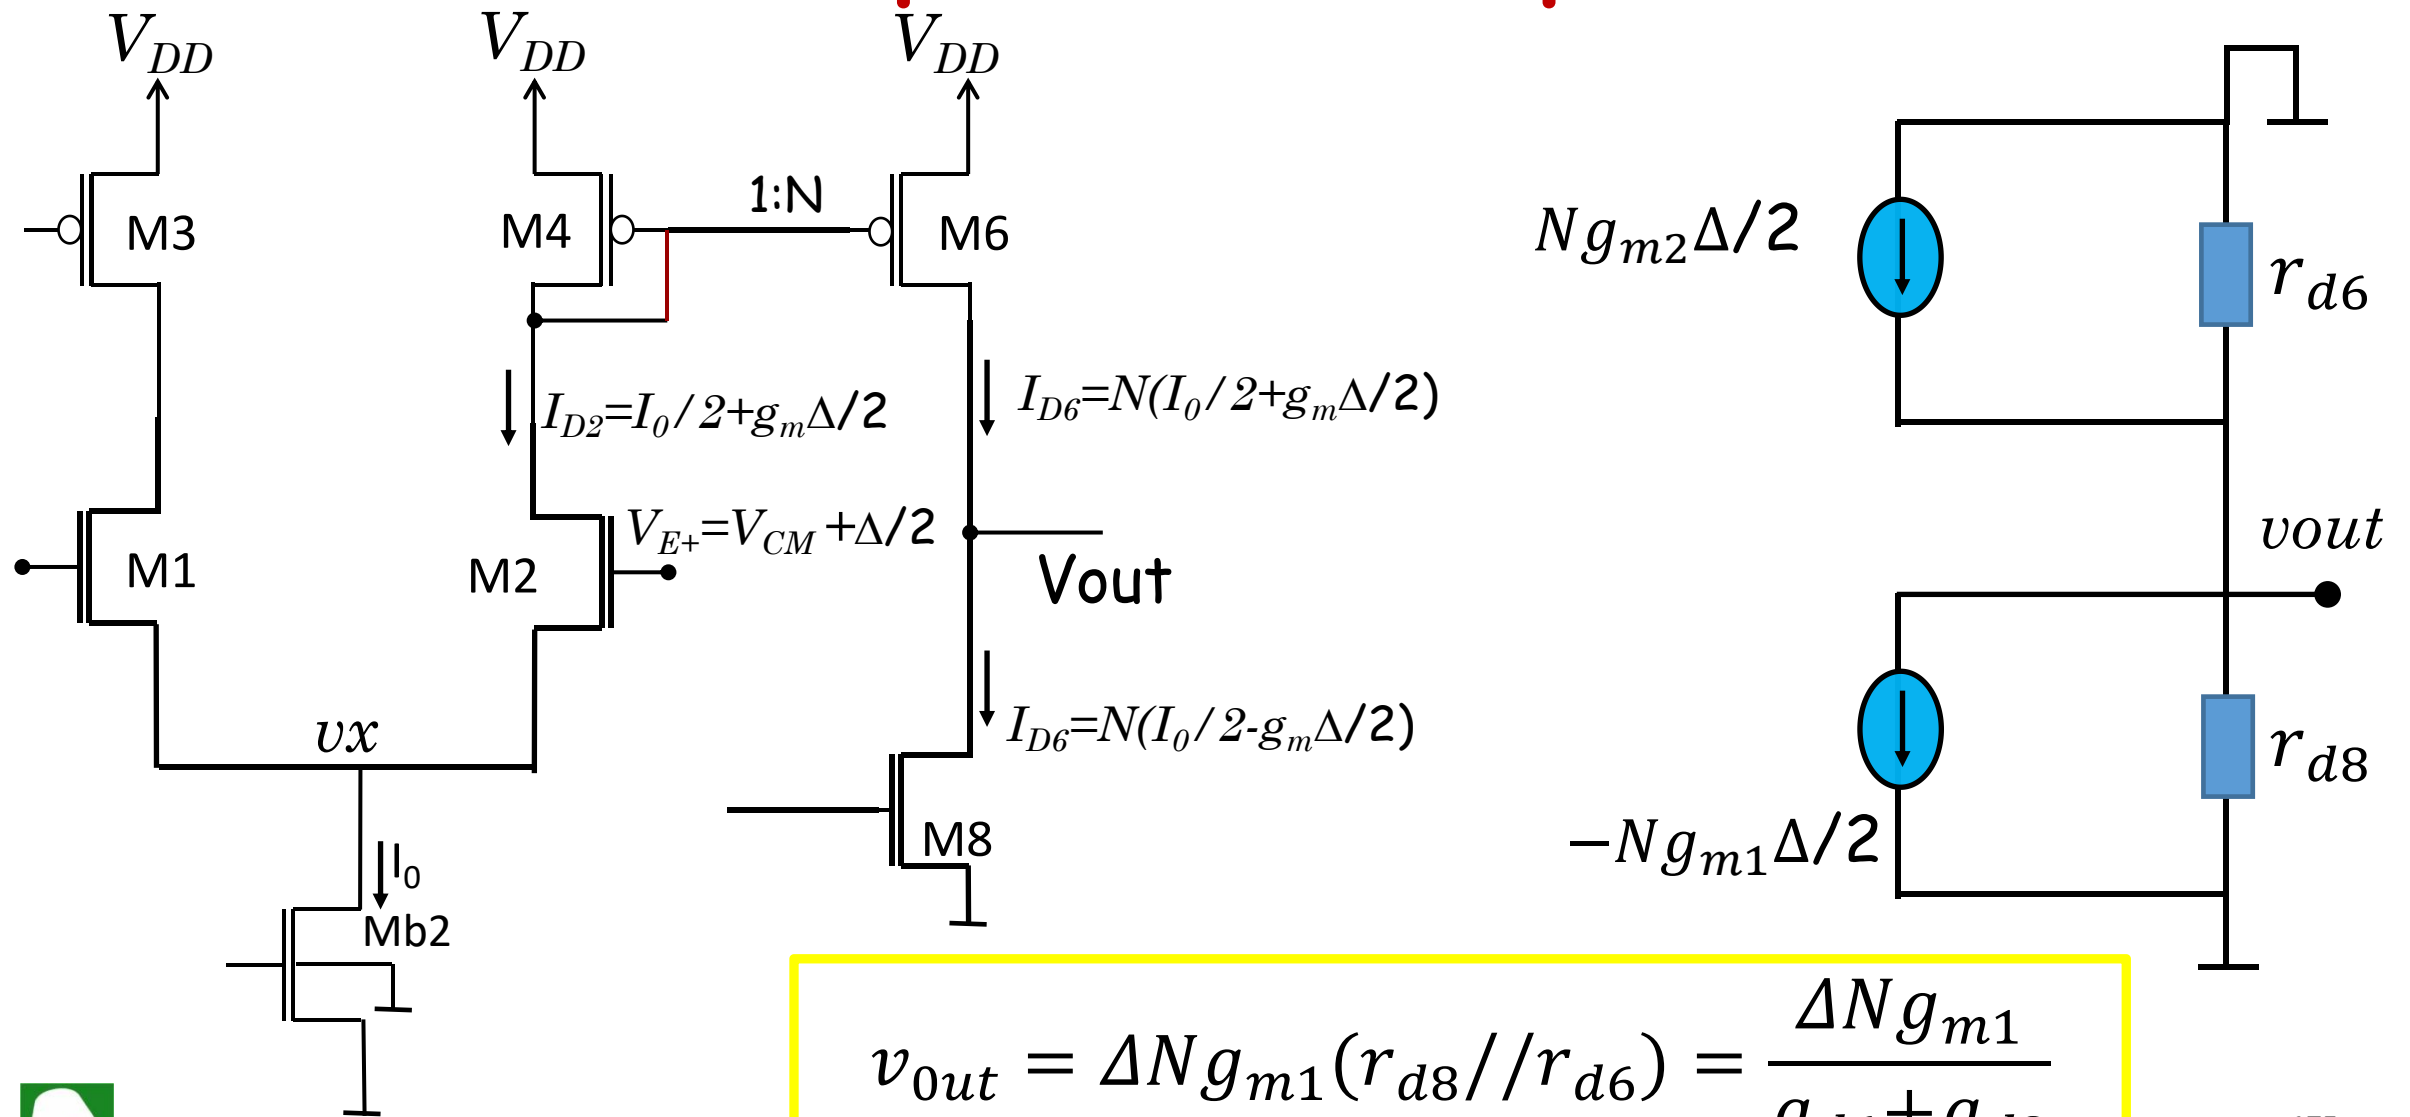 V_DD V_DD V_DD
M3 M4 1:N M6
Ng_m2Δ/2
r_d6
I_D2=I_0/2+g_mΔ/2
I_D6=N(I_0/2+g_mΔ/2)
V_E+=V_CM+Δ/2
vout
M1 M2 Vout
vx
I_D6=N(I_0/2-g_mΔ/2)
r_d8
M8
−Ng_m1Δ/2
I_0
Mb2
v_0ut = ΔNg_m1(r_d8//r_d6) = ΔNg_m1